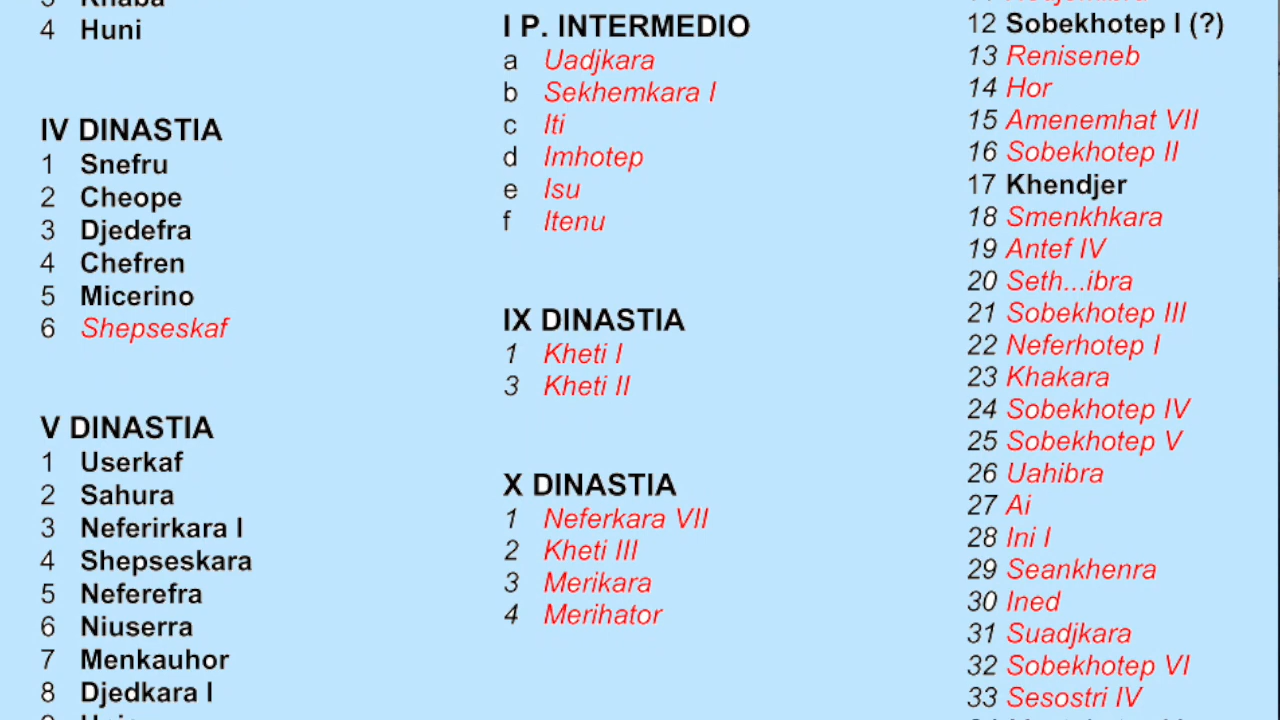 4 Huni
IV DINASTIA
1 Snefru
2 Cheope
3 Djedefra
4 Chefren
5 Micerino
6 Shepseskaf
V DINASTIA
1 Userkaf
2 Sahura
3 Neferirkara I
4 Shepseskara
5 Neferefra
6 Niuserra
7 Menkauhor
8 Djedkara I
I P. INTERMEDIO
a Uadjkara
b Sekhemkara I
c Iti
d Imhotep
e Isu
f Itenu
IX DINASTIA
1 Kheti I
3 Kheti II
X DINASTIA
1 Neferkara VII
2 Kheti III
3 Merikara
4 Merihator
12 Sobekhotep I (?)
13 Reniseneb
14 Hor
15 Amenemhat VII
16 Sobekhotep II
17 Khendjer
18 Smenkhkara
19 Antef IV
20 Seth...ibra
21 Sobekhotep III
22 Neferhotep I
23 Khakara
24 Sobekhotep IV
25 Sobekhotep V
26 Uahibra
27 Ai
28 Ini I
29 Seankhenra
30 Ined
31 Suadjkara
32 Sobekhotep VI
33 Sesostri IV